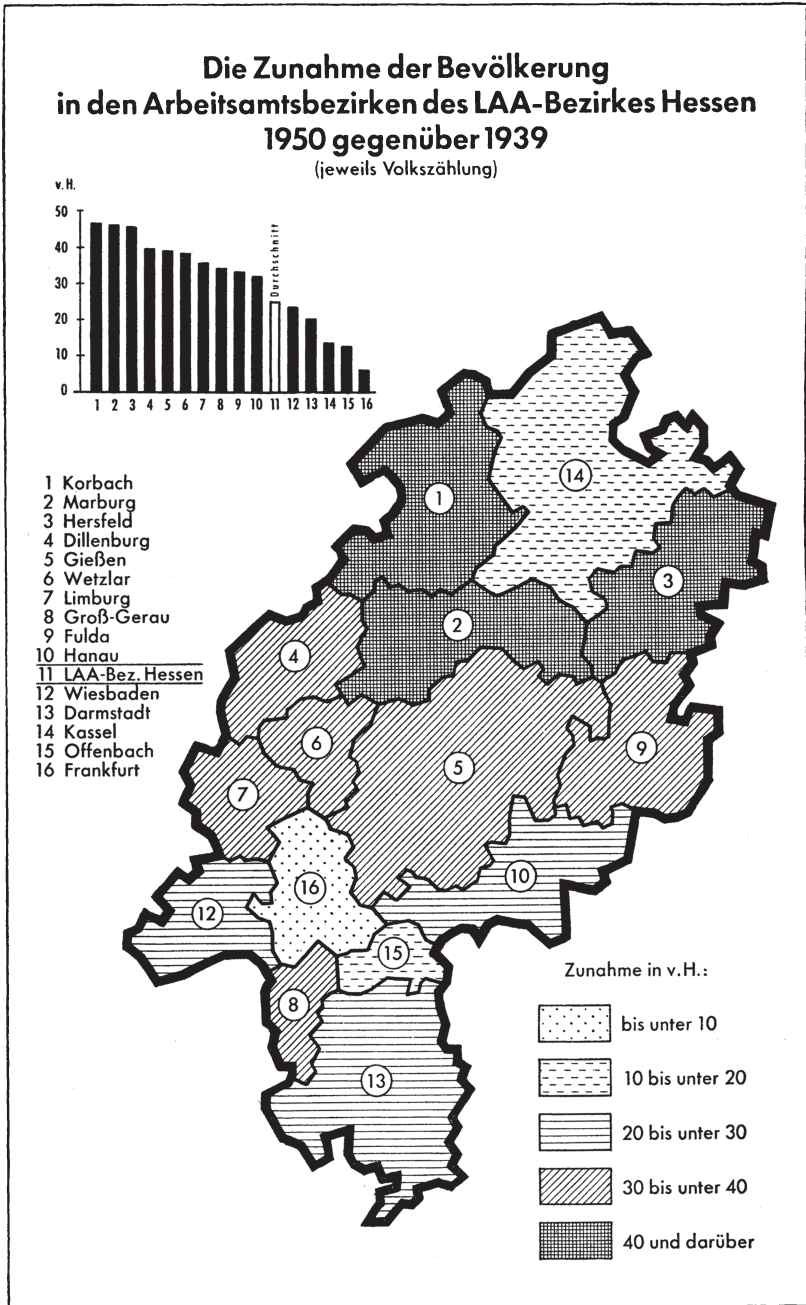 Die Zunahme der Bevölkerung
in den Arbeitsamtsbezirken des LAA-Bezirkes Hessen
1950 gegenüber 1939
(jeweils Volkszählung)
v.H.
50
40
30
20
10
0
Durchschnitt
1 2 3 4 5 6 7 8 9 10 11 12 13 14 15 16
1 Korbach
2 Marburg
3 Hersfeld
4 Dillenburg
5 Gießen
6 Wetzlar
7 Limburg
8 Groß-Gerau
9 Fulda
10 Hanau
11 LAA-Bez. Hessen
12 Wiesbaden
13 Darmstadt
14 Kassel
15 Offenbach
16 Frankfurt
14
1
3
2
4
6
9
5
7
10
16
12
15
8
13
Zunahme in v.H.:
bis unter 10
10 bis unter 20
20 bis unter 30
30 bis unter 40
40 und darüber